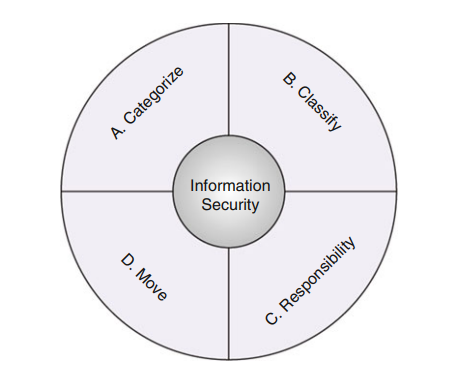 A. Categorize
B. Classify
Information
Security
D. Move
C. Responsibility